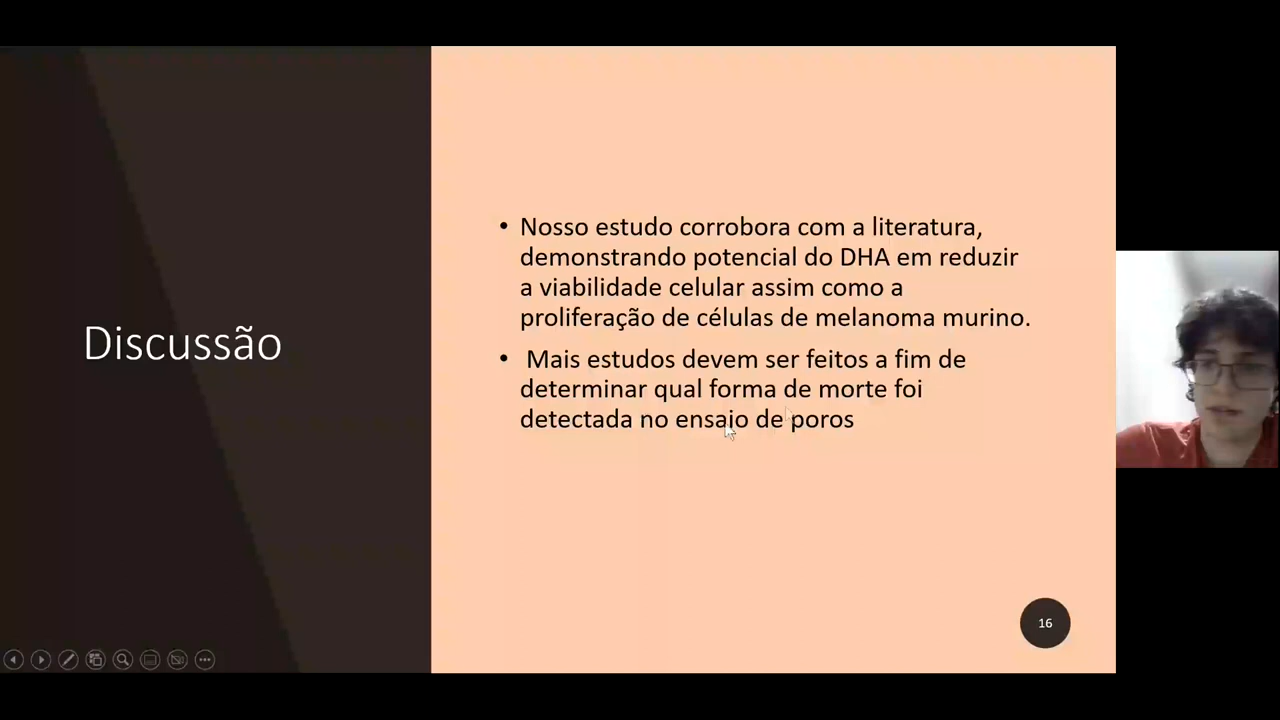 Discussão
• Nosso estudo corrobora com a literatura,
demonstrando potencial do DHA em reduzir
a viabilidade celular assim como a
proliferação de células de melanoma murino.
• Mais estudos devem ser feitos a fim de
determinar qual forma de morte foi
detectada no ensaio de poros
16